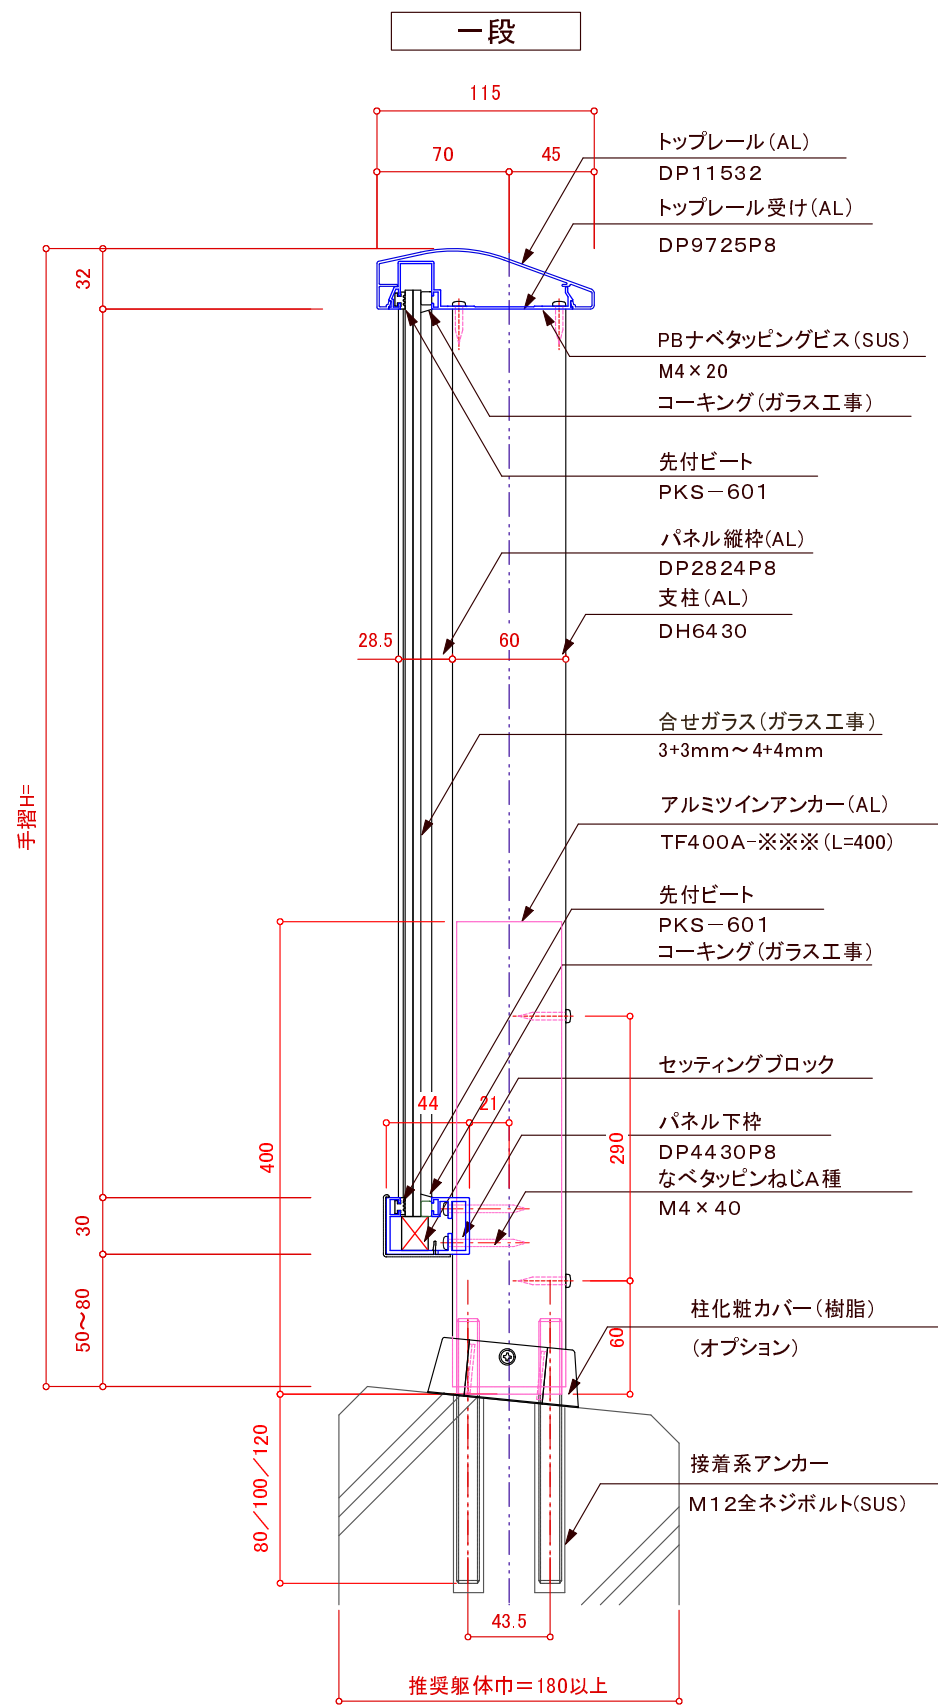 一段
115
70
45
トップレール(AL)
DP11532
トップレール受け(AL)
DP9725P8
32
PBナベタッピングビス(SUS)
M4×20
コーキング(ガラス工事)
先付ビート
PKS－601
パネル縦枠(AL)
DP2824P8
支柱(AL)
DH6430
28.5
60
合せガラス(ガラス工事)
3+3mm～4+4mm
手摺H=
アルミツインアンカー(AL)
TF400A-※※※(L=400)
先付ビート
PKS－601
コーキング(ガラス工事)
セッティングブロック
44
21
400
290
パネル下枠
DP4430P8
なベタッピンねじA種
M4×40
30
50～80
60
柱化粧カバー(樹脂)
(オプション)
80／100／120
接着系アンカー
M12全ネジボルト(SUS)
43.5
推奨躯体巾＝180以上